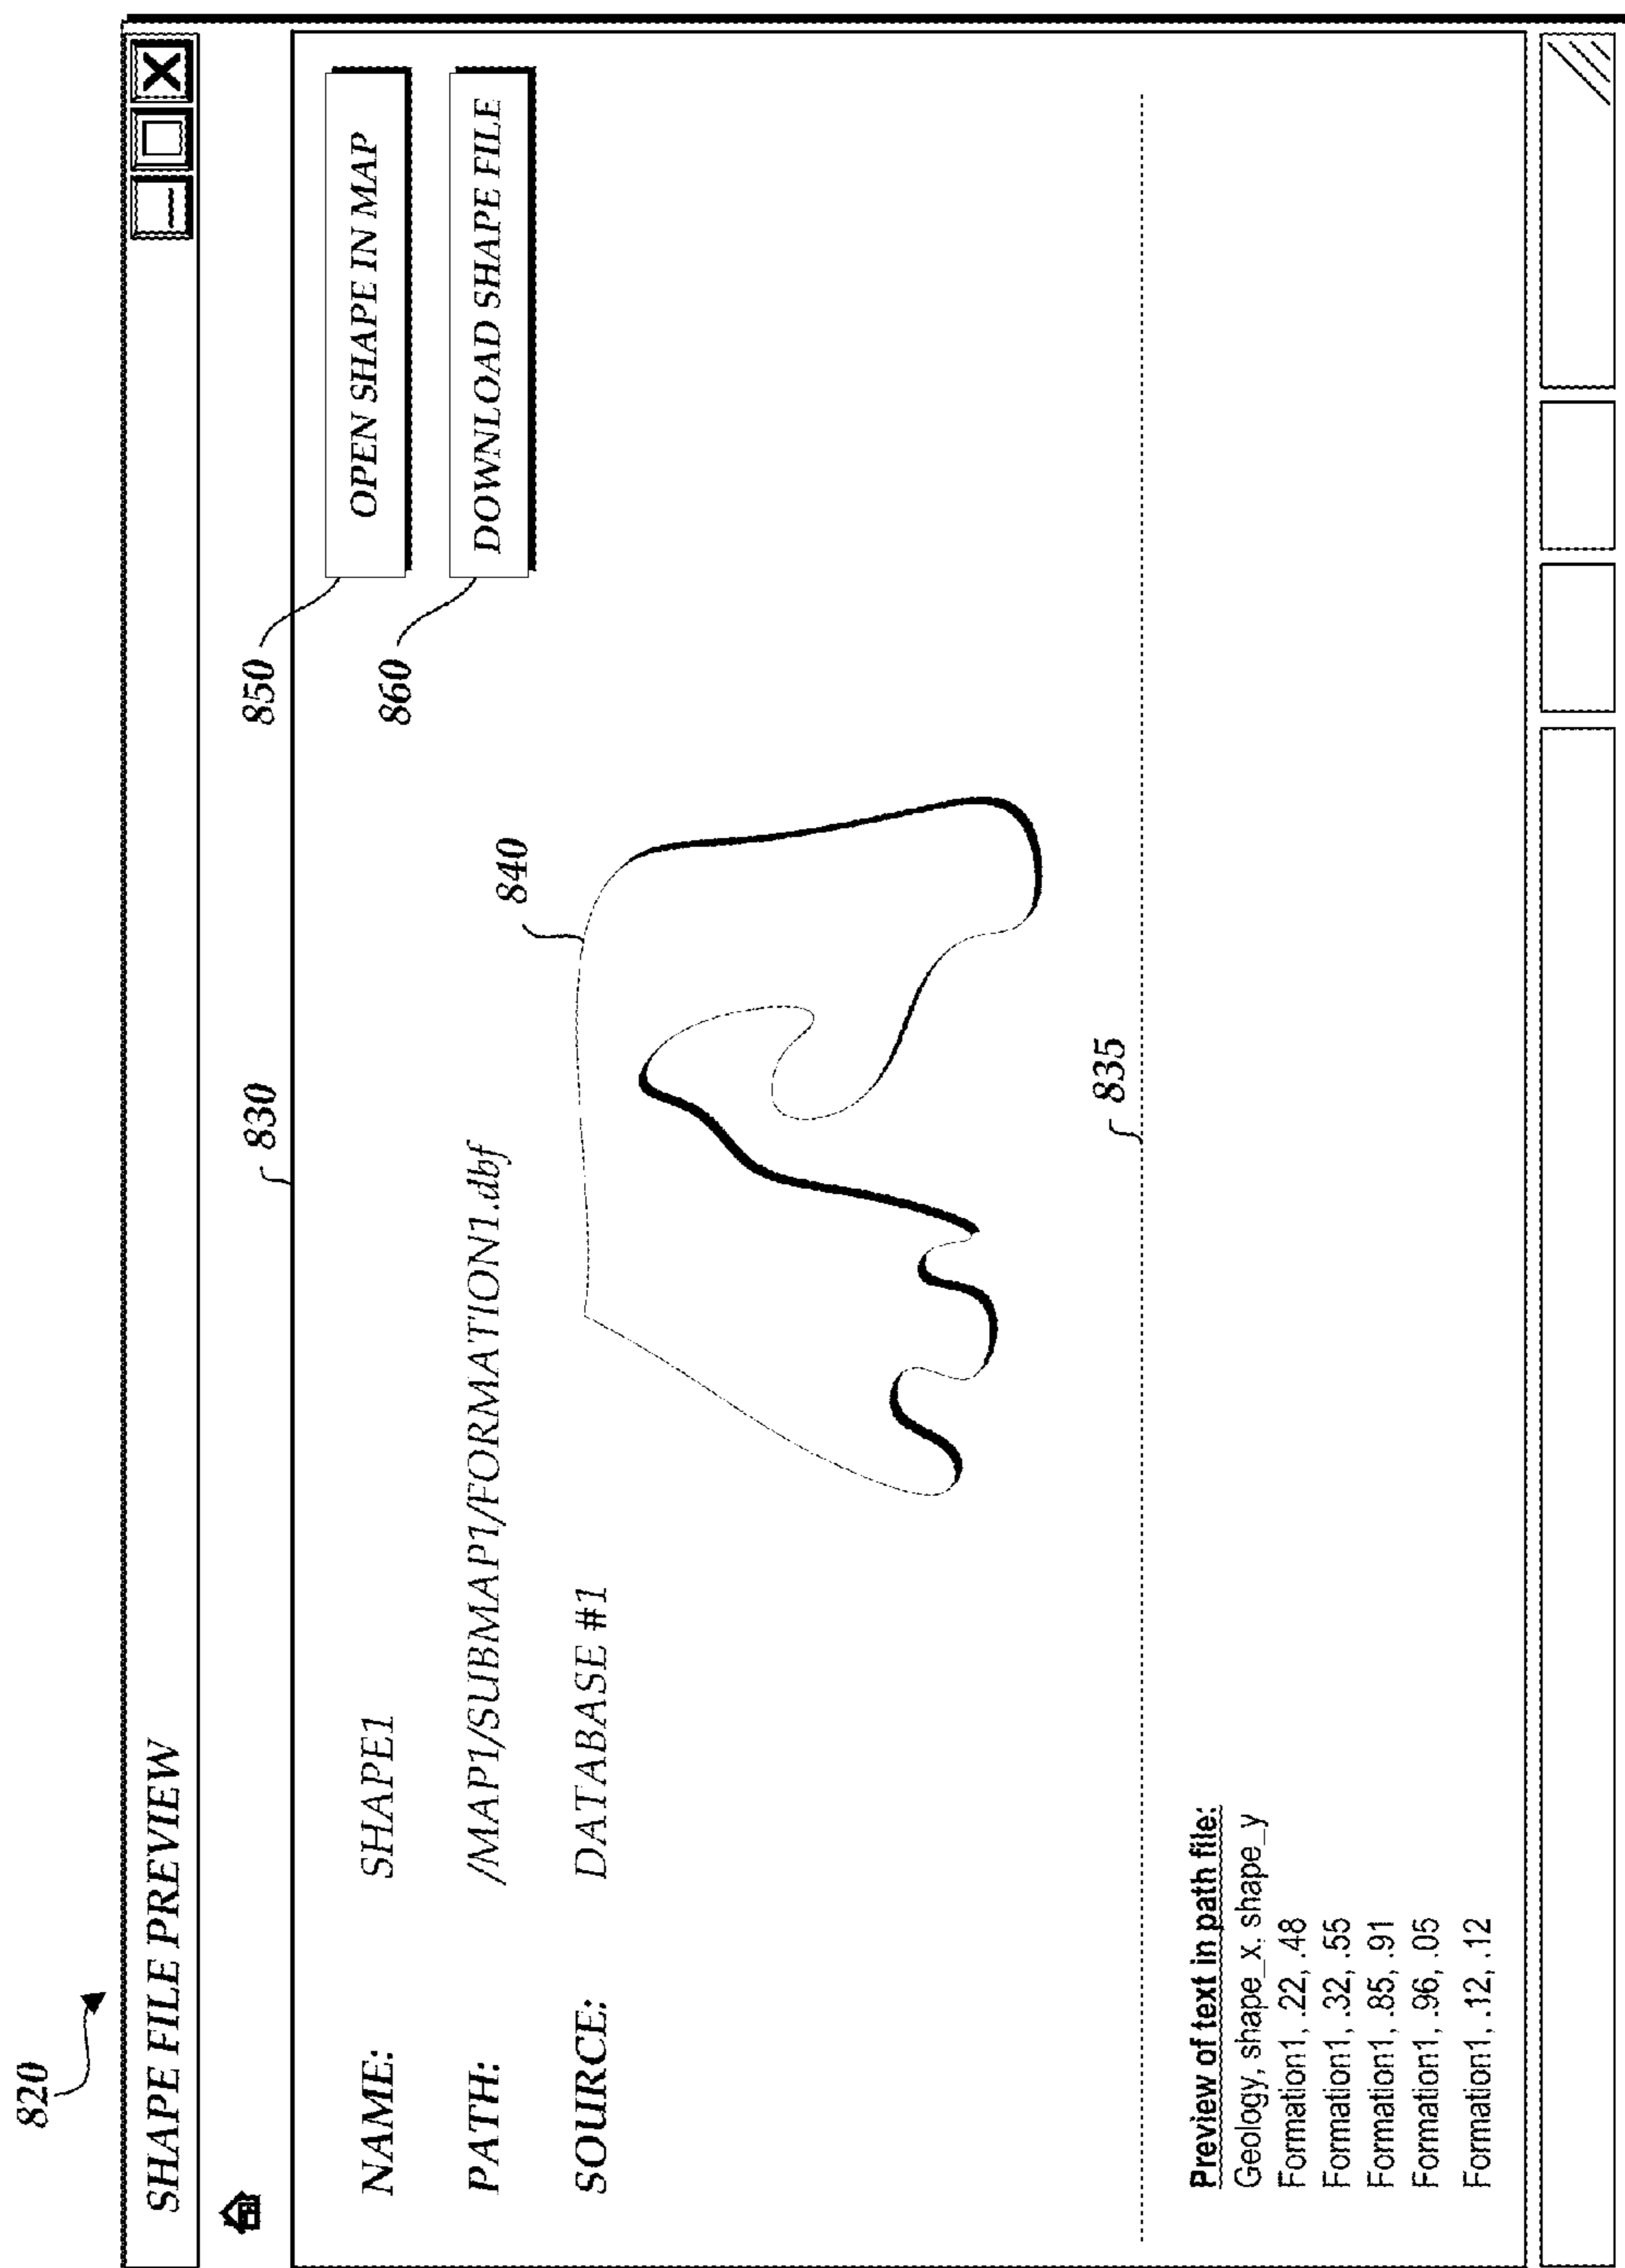 820
SHAPE FILE PREVIEW
830
850
OPEN SHAPE IN MAP
NAME: SHAPE1
860
DOWNLOAD SHAPE FILE
PATH: /MAP1/SUBMAP1/FORMATION1.dbf
840
SOURCE: DATABASE #1
835
Preview of text in path file:
Geology, shape_x, shape_y
Formation1, .22, .48
Formation1, .32, .55
Formation1, .85, .91
Formation1, .96, .05
Formation1, .12, .12